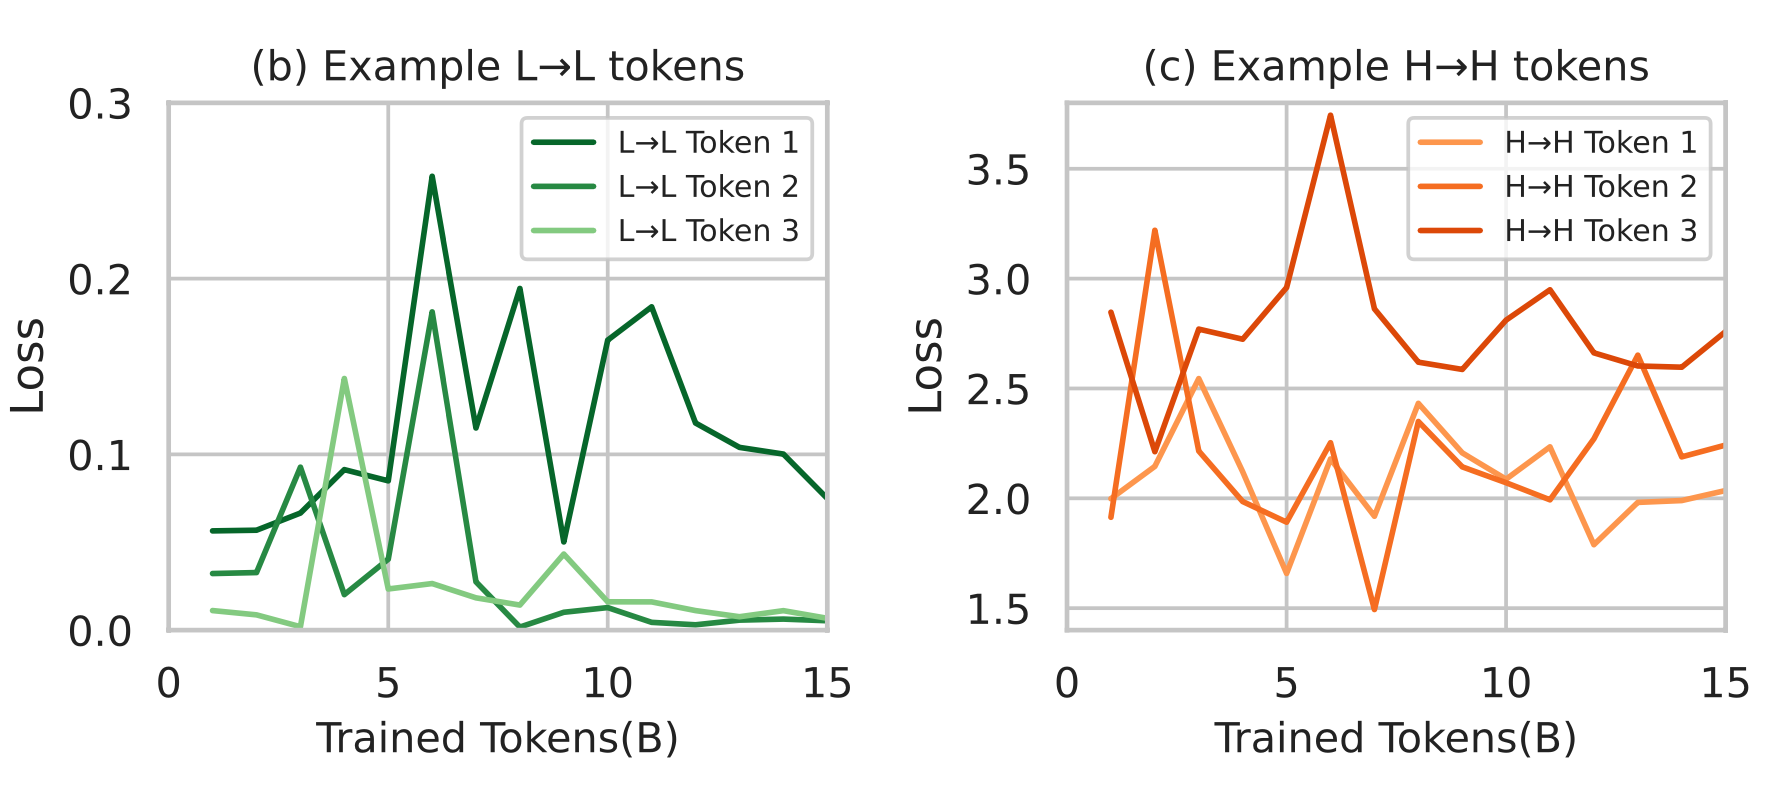 (b) Example L→L tokens
0.3
0.2
0.1
0.0
Loss
0
5
10
15
Trained Tokens(B)
L→L Token 1
L→L Token 2
L→L Token 3
(c) Example H→H tokens
3.5
3.0
2.5
2.0
1.5
Loss
0
5
10
15
Trained Tokens(B)
H→H Token 1
H→H Token 2
H→H Token 3